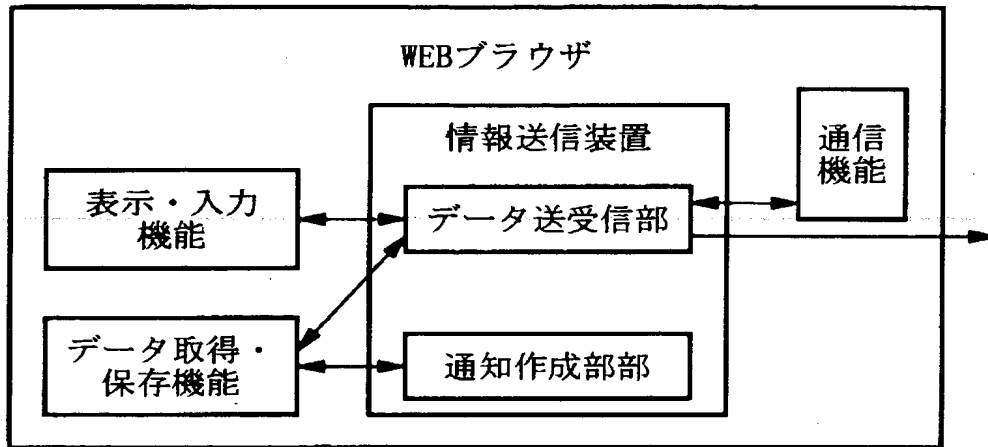 WEBブラウザ
情報送信装置
通信
機能
表示・入力
機能
データ送受信部
データ取得・
保存機能
通知作成部部